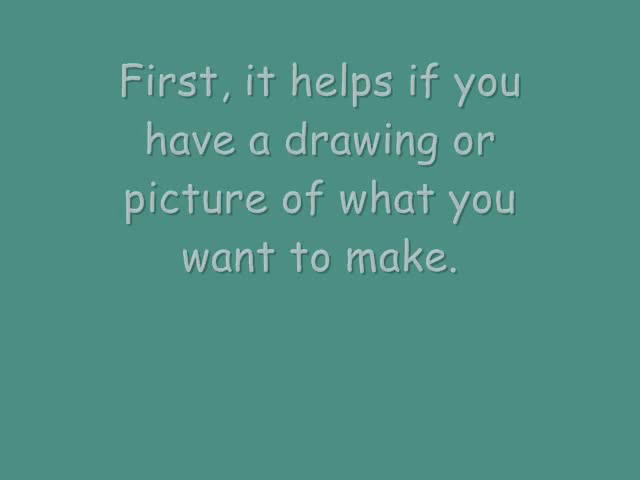 First, it helps if you
have a drawing or
picture of what you
want to make.